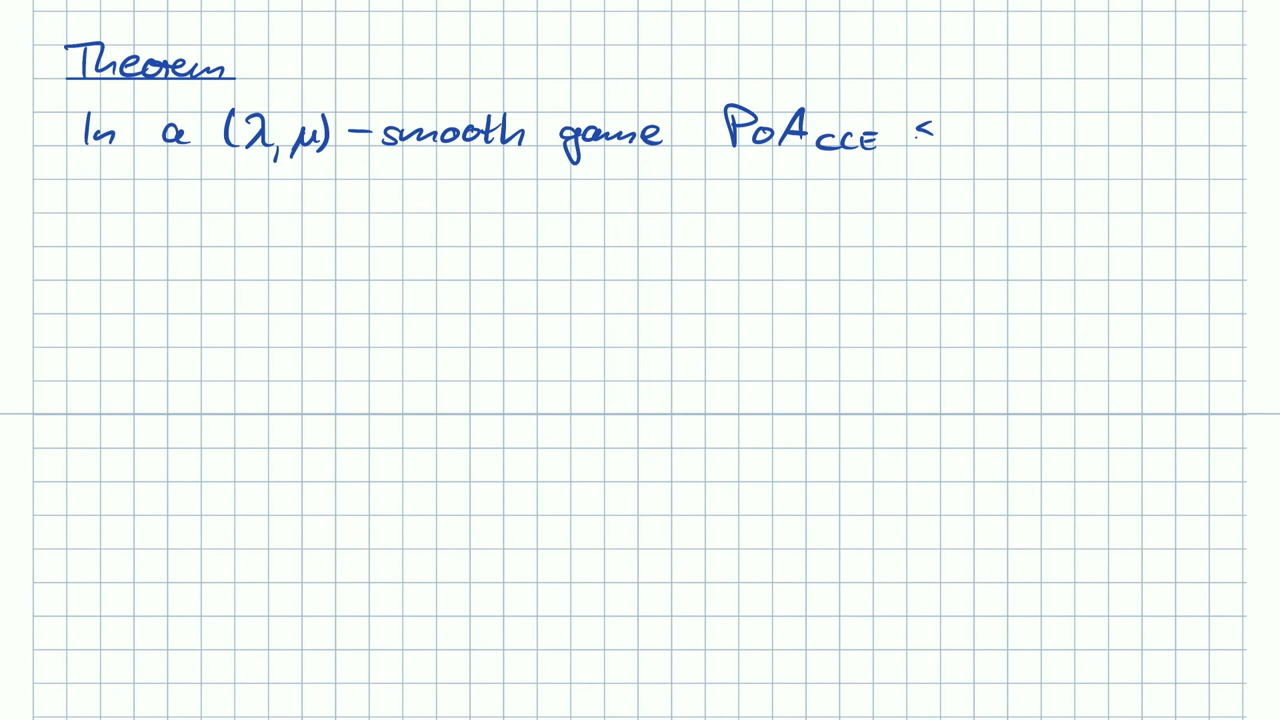 Theorem
In a (λ, μ) - smooth game PoA_CCE <